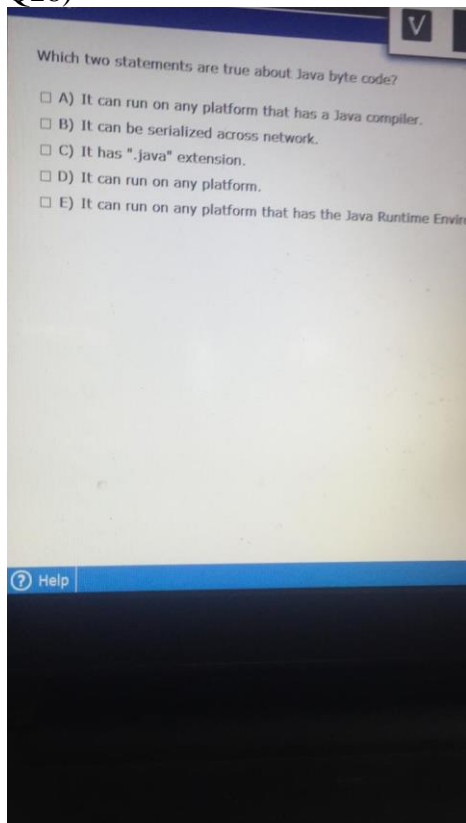 V
Which two statements are true about Java byte code?
A) It can run on any platform that has a Java compiler.
B) It can be serialized across network.
C) It has ".java" extension.
D) It can run on any platform.
E) It can run on any platform that has the Java Runtime
? Help